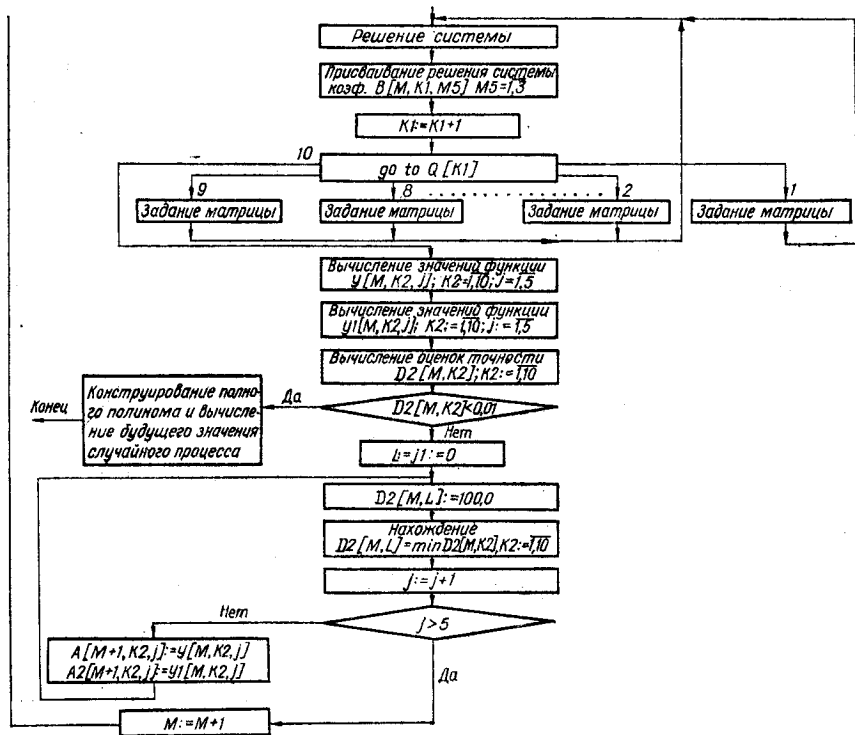 Решение системы
Присваивание решения системы
коэф. B [M, K1, M5] M5=1,3
K1:=K1+1
10
go to Q [K1]
9
8
. . . . . . . . . . . .
2
1
Задание матрицы
Задание матрицы
Задание матрицы
Задание матрицы
Вычисление значений функции
y [M, K2, j]; K2=1,10; j=1,5
Вычисление значений функции
y1[M, K2, j]; K2:=1,10; j:=1,5
Вычисление оценок точности
D2 [M, K2]; K2:=1,10
Конструирование полно-
го полинома и вычисле-
ние будущего значения
случайного процесса
Конец
Да
D2 [M, K2]<0,01
Нет
L=j1:=0
D2 [M, L]:=100,0
Нахождение
D2 [M, L]=min D2[M, K2], K2:=1,10
j:=j+1
Нет
j>5
A [M+1, K2, j]:=y[M, K2, j]
A2[M+1, K2, j]:=y1[M, K2, j]
Да
M:=M+1